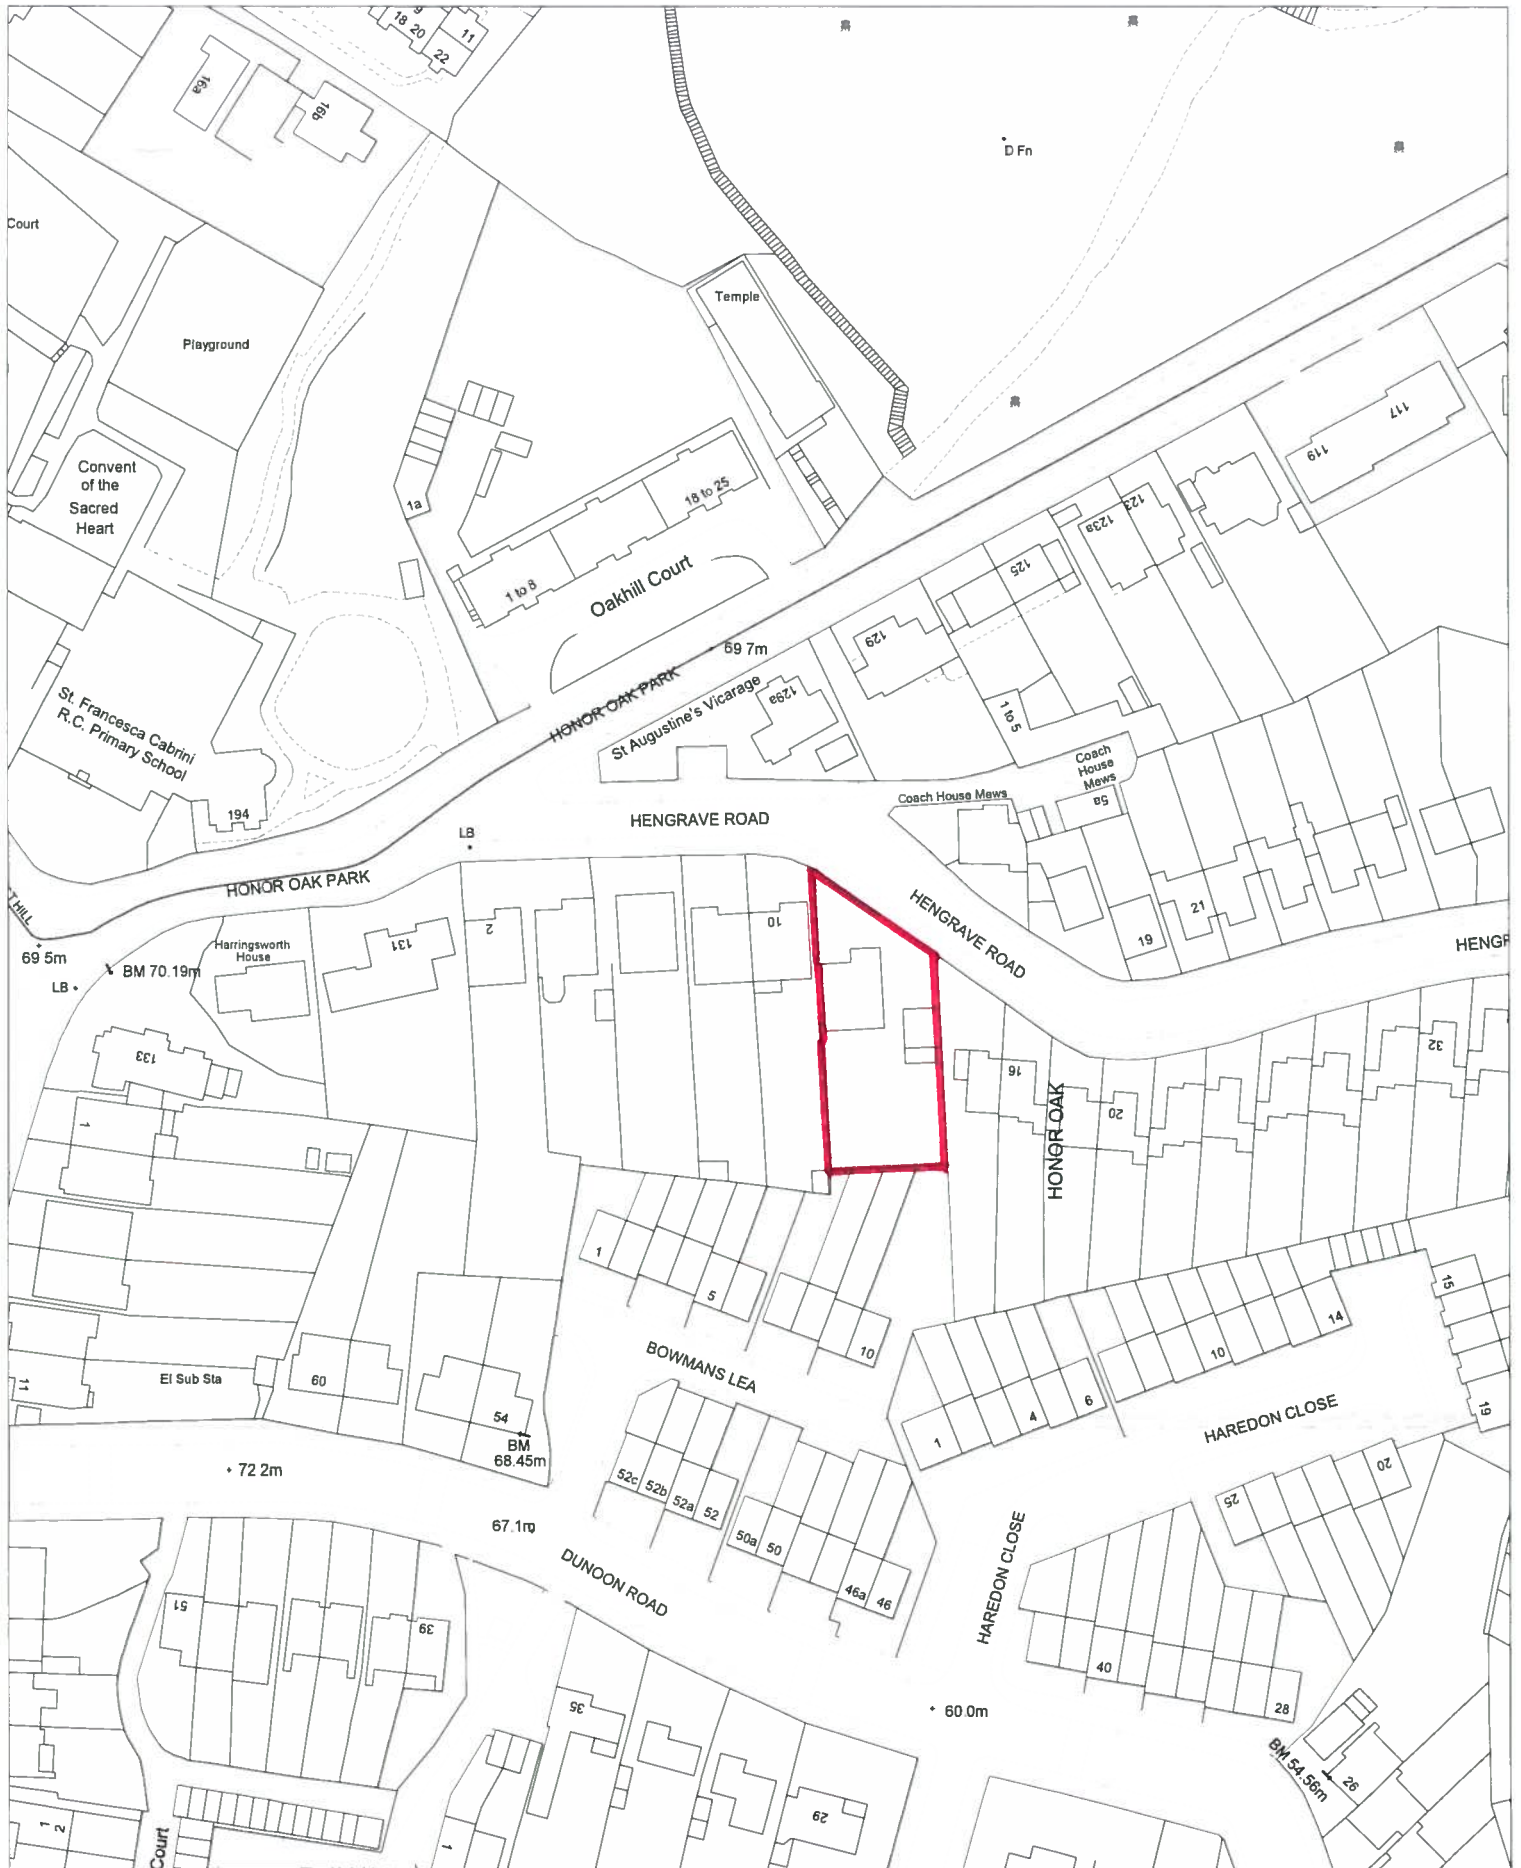 9
18
20
11
22
16a
16b
D Fn
Court
Temple
Playground
117
119
Convent
of the
Sacred
Heart
1a
18 to 25
123
123a
1 to 8
Oakhill Court
125
129
69 7m
HONOR OAK PARK
St Augustine's Vicarage
129a
1 to 5
St. Francesca Cabrini
R.C. Primary School
Coach
House
Mews
5a
Coach House Mews
194
HENGRAVE ROAD
LB
HONOR OAK PARK
T HILL
HENGRAVE ROAD
21
19
HENGR
2
10
131
Harringsworth
House
69 5m
BM 70.19m
LB
133
16
HONOR OAK
20
32
1
1
5
10
BOWMANS LEA
15
14
10
6
4
1
19
HAREDON CLOSE
11
El Sub Sta
60
54
BM
68.45m
72 2m
52c
52b
52a
52
50a
50
46a
46
20
25
67.1m
DUNOON ROAD
HAREDON CLOSE
51
39
40
28
35
60.0m
BM 54.56m
26
29
1
2
Court
1